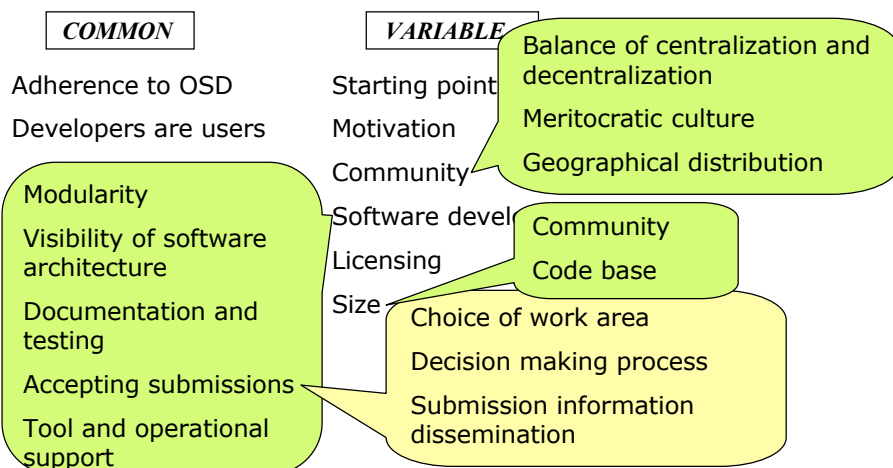 COMMON
Adherence to OSD
Developers are users
VARIABLE
Starting point
Motivation
Community
Software develo
Licensing
Size
Balance of centralization and
decentralization
Meritocratic culture
Geographical distribution
Modularity
Visibility of software
architecture
Documentation and
testing
Accepting submissions
Tool and operational
support
Community
Code base
Choice of work area
Decision making process
Submission information
dissemination